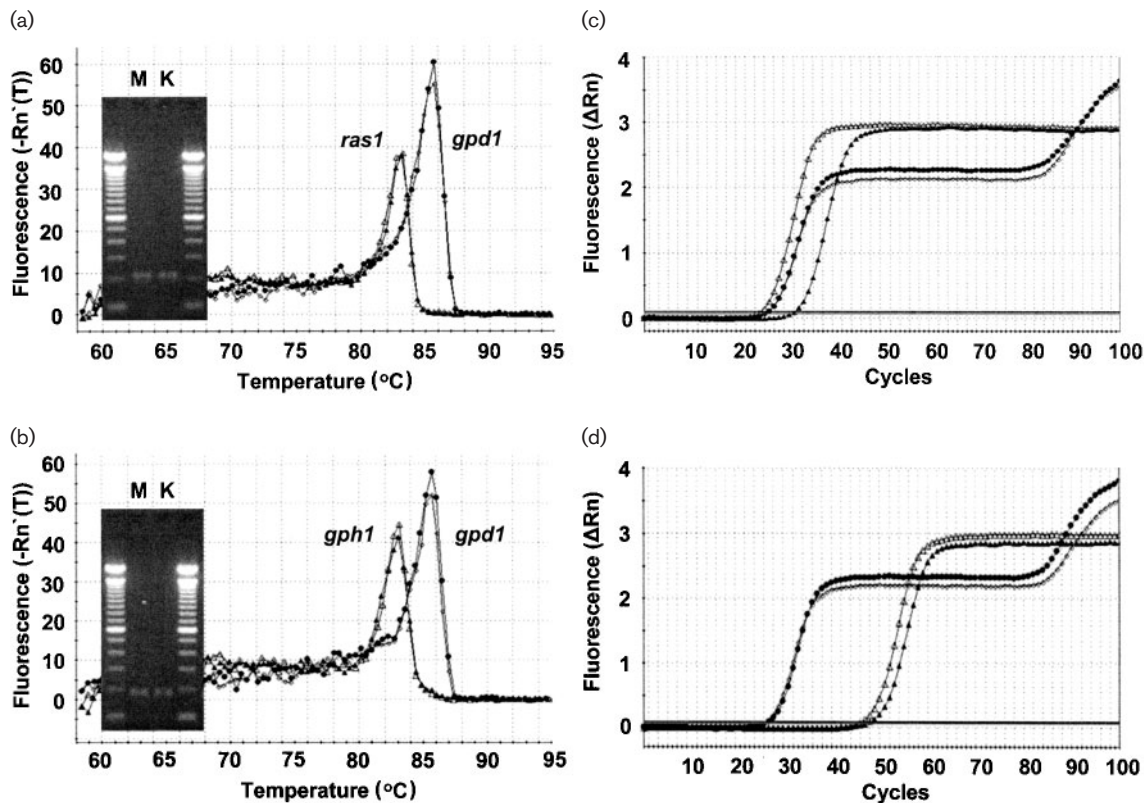 (a)
Fluorescence (-Rn`(T))
60
50
40
30
20
10
0
M K
ras1 gpd1
60 65 70 75 80 85 90 95
Temperature (°C)
(c)
Fluorescence (ΔRn)
4
3
2
1
0
10 20 30 40 50 60 70 80 90 100
Cycles
(b)
Fluorescence (-Rn`(T))
60
50
40
30
20
10
0
M K
gph1 gpd1
60 65 70 75 80 85 90 95
Temperature (°C)
(d)
Fluorescence (ΔRn)
4
3
2
1
0
10 20 30 40 50 60 70 80 90 100
Cycles